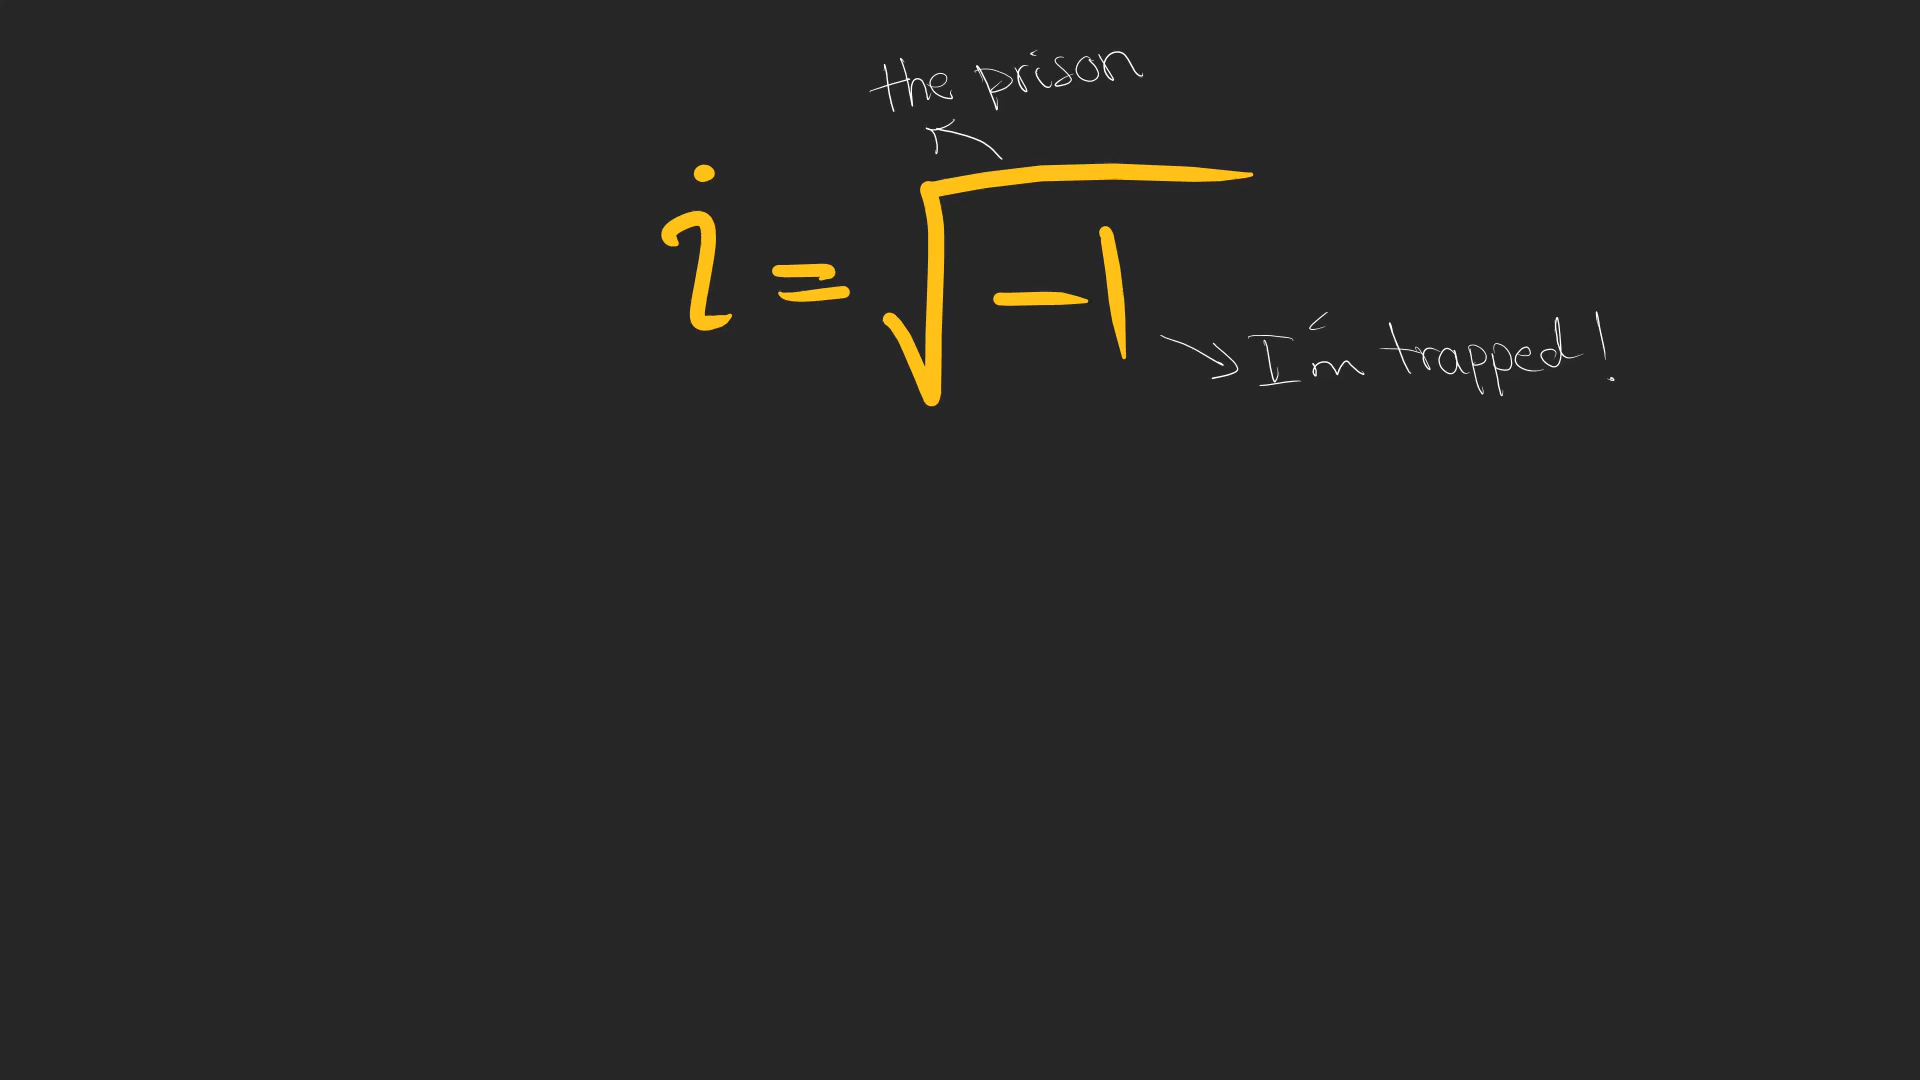 the prison
i = √-1
I'm trapped!